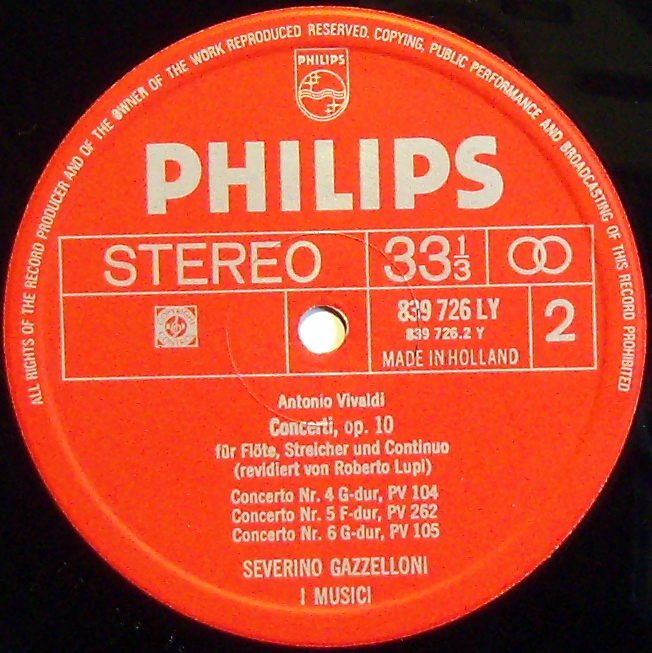 ALL RIGHTS OF THE RECORD PRODUCER AND OF THE OWNER OF THE WORK REPRODUCED RESERVED. COPYING, PUBLIC PERFORMANCE AND BROADCASTING OF THIS RECORD PROHIBITED
PHILIPS
PHILIPS
STEREO 33⅓
839 726 LY
839 726.2 Y
MADE IN HOLLAND
2
Antonio Vivaldi
Concerti, op. 10
für Flöte, Streicher und Continuo
(revidiert von Roberto Lupi)
Concerto Nr. 4 G-dur, PV 104
Concerto Nr. 5 F-dur, PV 262
Concerto Nr. 6 G-dur, PV 105
SEVERINO GAZZELLONI
I MUSICI